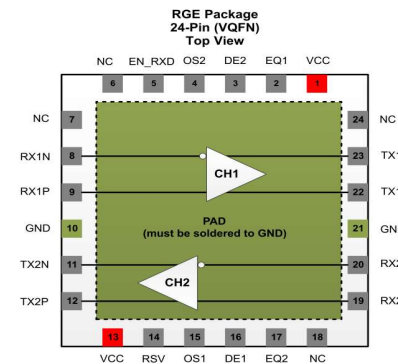 RGE Package
24-Pin (VQFN)
Top View
NC EN_RXD OS2 DE2 EQ1 VCC
6 5 4 3 2 1
NC 7 24 NC
RX1N 8 23
CH1
RX1P 9 22
PAD
GND 10 21
(must be soldered to GND)
TX2N 11 20
CH2
TX2P 12 19
13 14 15 16 17 18
VCC RSV OS1 DE1 EQ2 NC